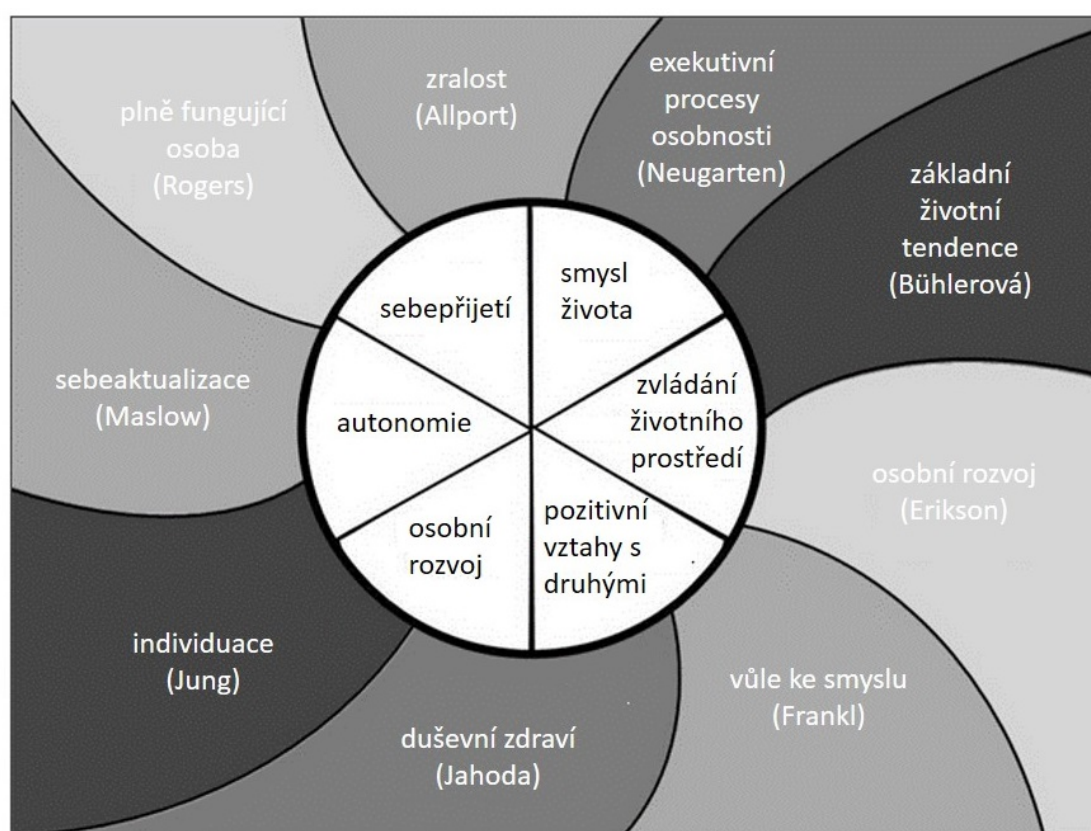 plně fungující
osoba
(Rogers)
zralost
(Allport)
exekutivní
procesy
osobnosti
(Neugarten)
základní
životní
tendence
(Bühlerová)
sebeaktualizace
(Maslow)
sebepřijetí
smysl
života
autonomie
zvládání
životního
prostředí
osobní
rozvoj
pozitivní
vztahy s
druhými
osobní rozvoj
(Erikson)
individuace
(Jung)
duševní zdraví
(Jahoda)
vůle ke smyslu
(Frankl)